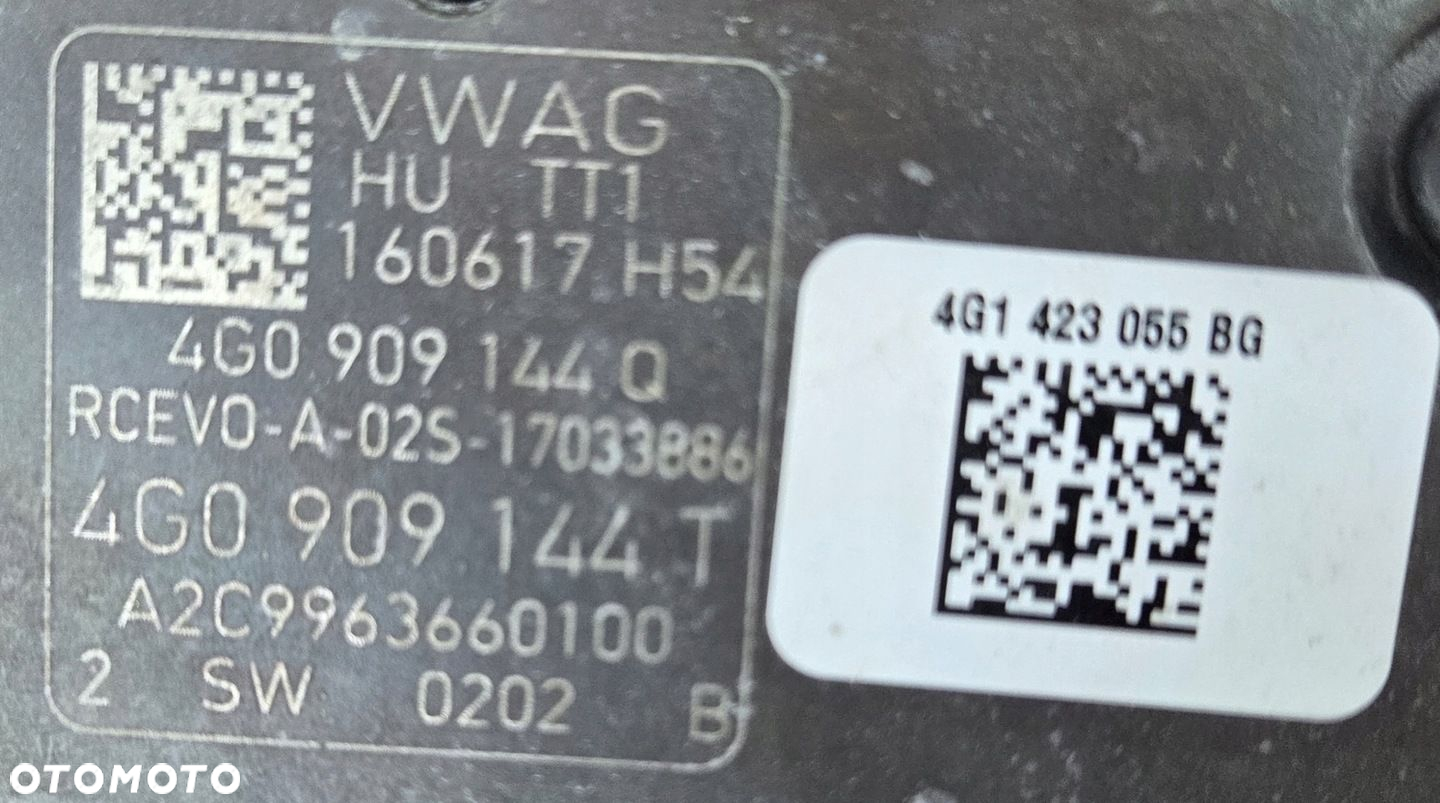 VWAG
HU TT1
160617 H54
4G0 909 144 Q
RCEVO-A-02S-17033886
4G0 909 144 T
A2C9963660100
2 SW 0202 B
4G1 423 055 BG
OTOMOTO